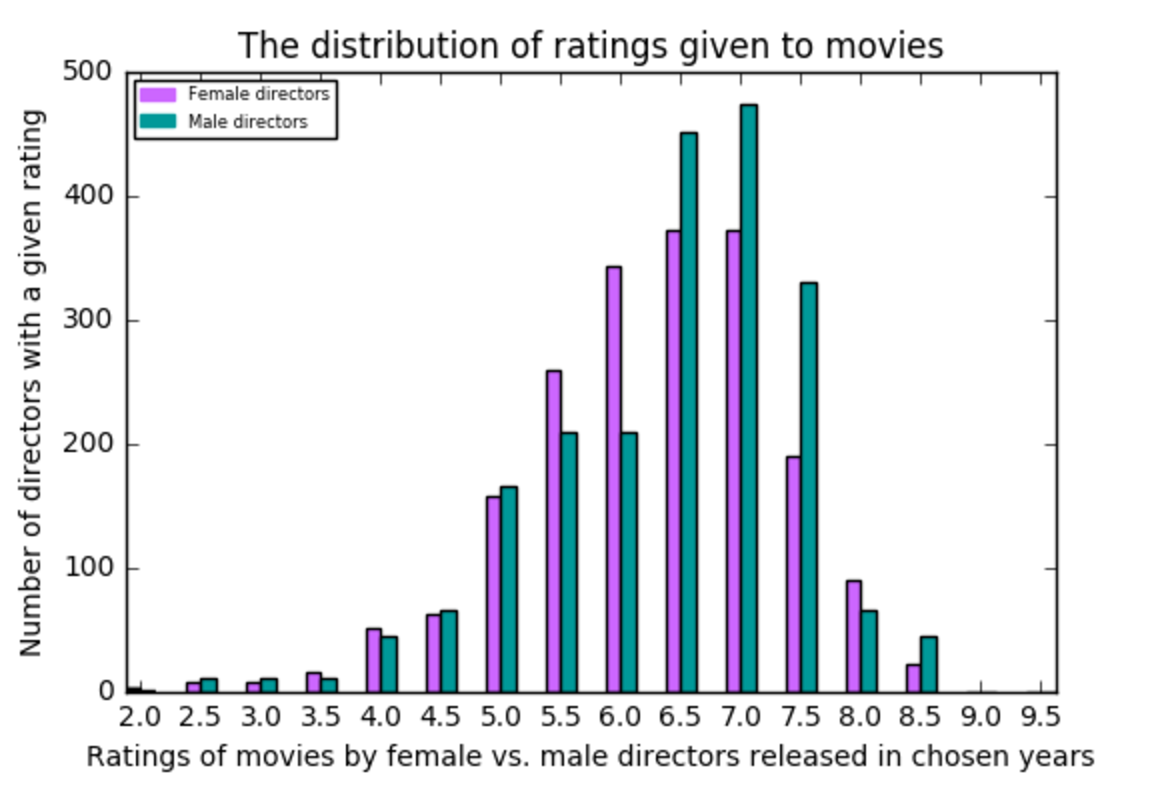 The distribution of ratings given to movies
Female directors
Male directors
Number of directors with a given rating
500
400
300
200
100
0
2.0 2.5 3.0 3.5 4.0 4.5 5.0 5.5 6.0 6.5 7.0 7.5 8.0 8.5 9.0 9.5
Ratings of movies by female vs. male directors released in chosen years